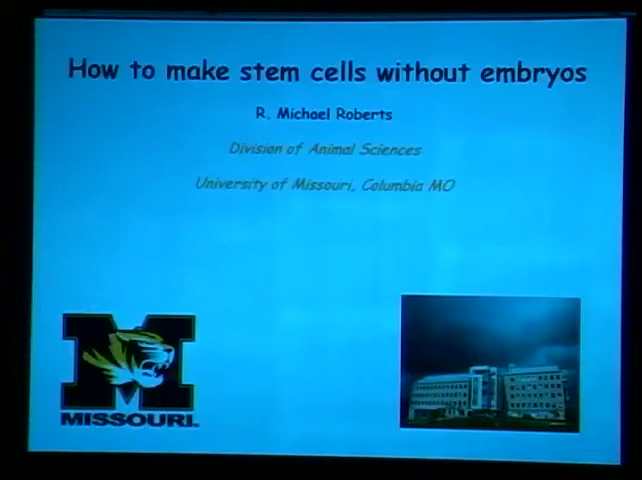 How to make stem cells without embryos
R. Michael Roberts
Division of Animal Sciences
University of Missouri, Columbia MO
M
MISSOURI.